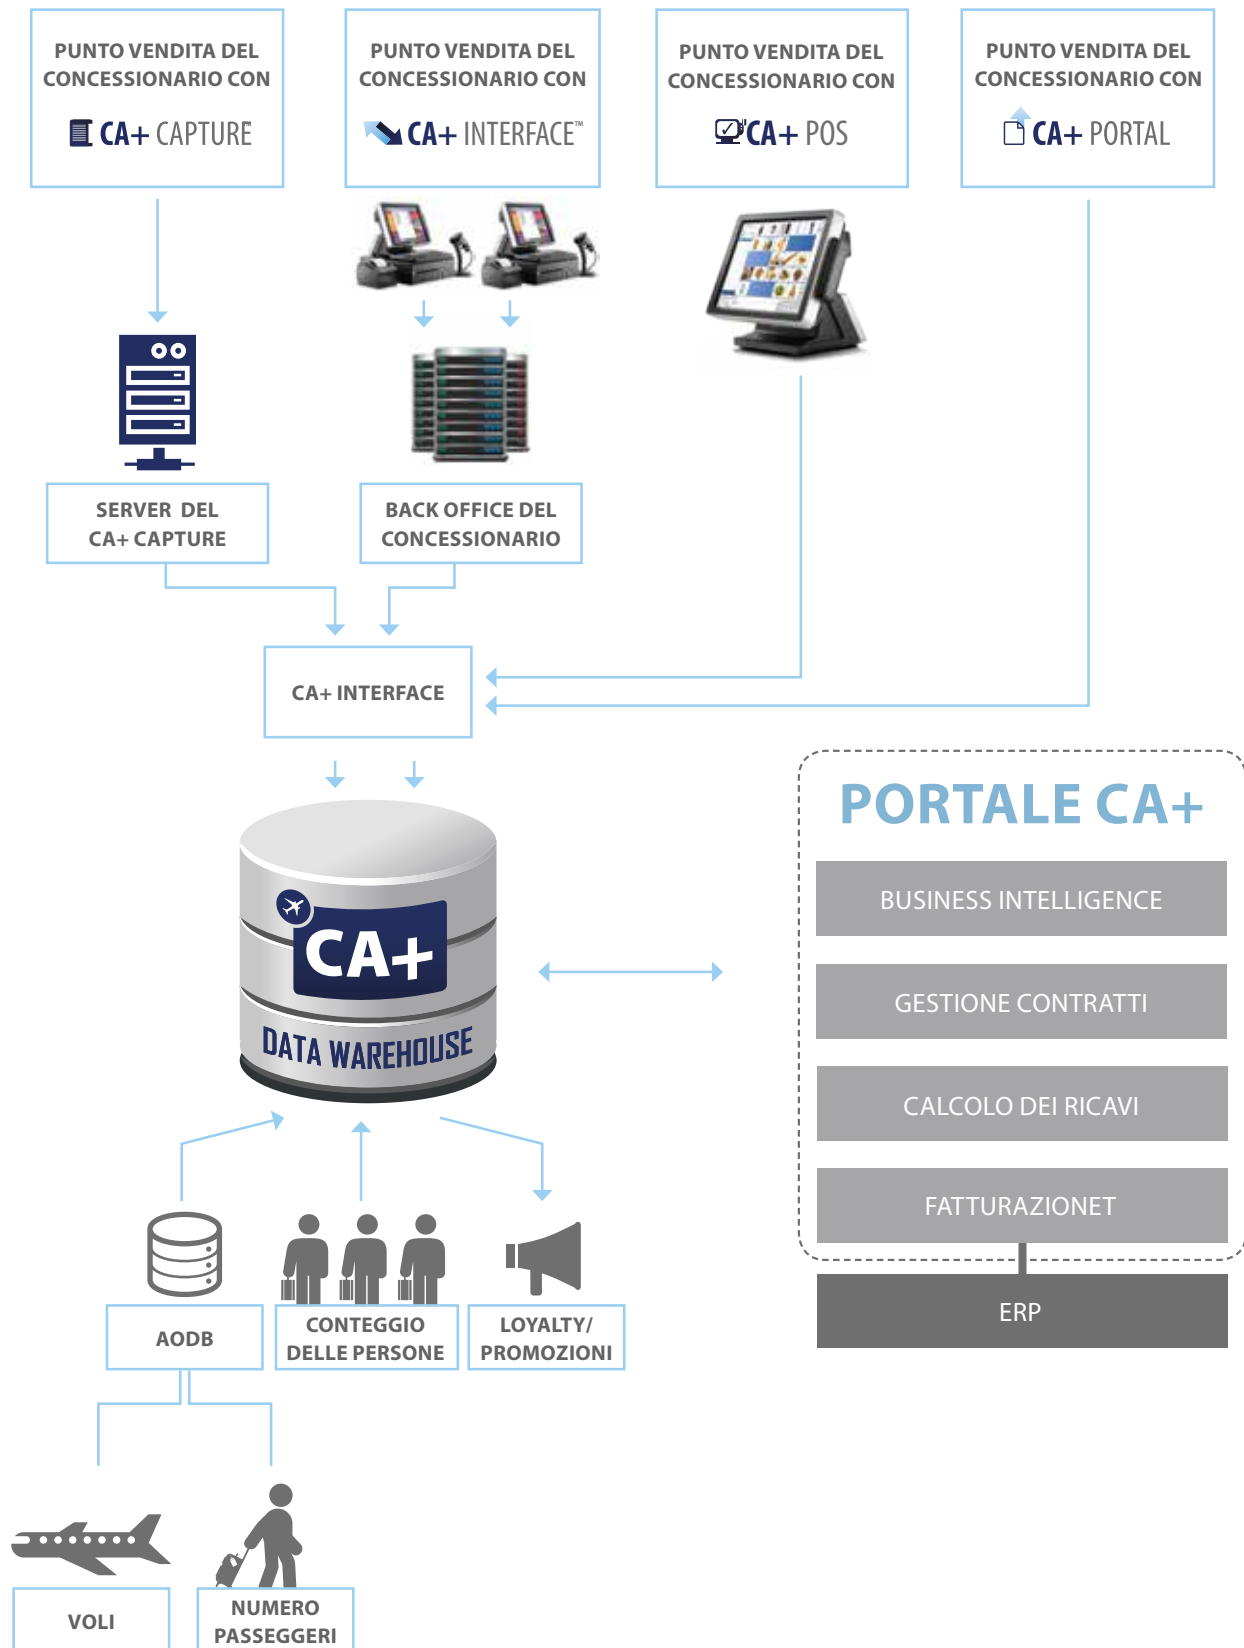 PUNTO VENDITA DEL
CONCESSIONARIO CON
CA+ CAPTURE™
PUNTO VENDITA DEL
CONCESSIONARIO CON
CA+ INTERFACE™
PUNTO VENDITA DEL
CONCESSIONARIO CON
CA+ POS
PUNTO VENDITA DEL
CONCESSIONARIO CON
CA+ PORTAL
SERVER DEL
CA+ CAPTURE
BACK OFFICE DEL
CONCESSIONARIO
CA+ INTERFACE
CA+
DATA WAREHOUSE
PORTALE CA+
BUSINESS INTELLIGENCE
GESTIONE CONTRATTI
CALCOLO DEI RICAVI
FATTURAZIONET
ERP
AODB
CONTEGGIO
DELLE PERSONE
LOYALTY/
PROMOZIONI
VOLI
NUMERO
PASSEGGERI